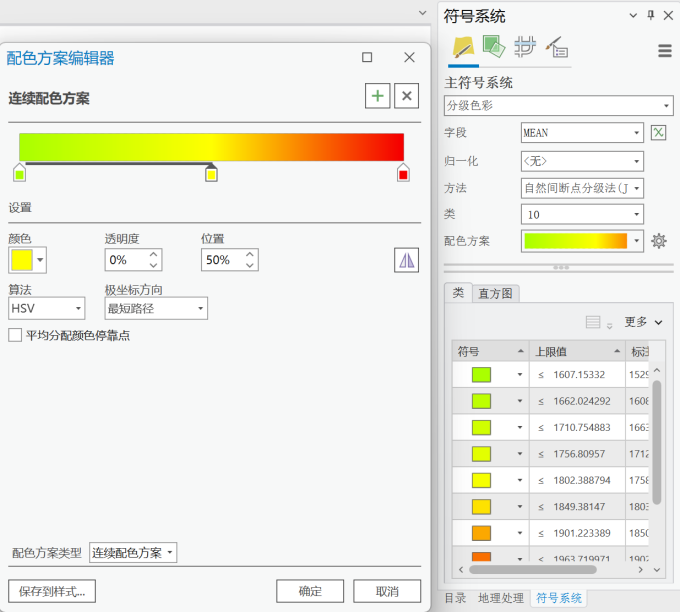 符号系统
主符号系统
分级色彩
字段
MEAN
归一化
<无>
方法
自然间断点分级法(J
类
10
配色方案
类
直方图
更多
符号
上限值
标注
≤ 1607.15332
1529
≤ 1662.024292
1608
≤ 1710.754883
1663
≤ 1756.80957
1712
≤ 1802.388794
1758
≤ 1849.38147
1803
≤ 1901.223389
1850
≤ 1963.719971
1902
目录
地理处理
符号系统
配色方案编辑器
连续配色方案
设置
颜色
透明度
位置
0%
50%
算法
极坐标方向
HSV
最短路径
平均分配颜色停靠点
配色方案类型
连续配色方案
保存到样式...
确定
取消